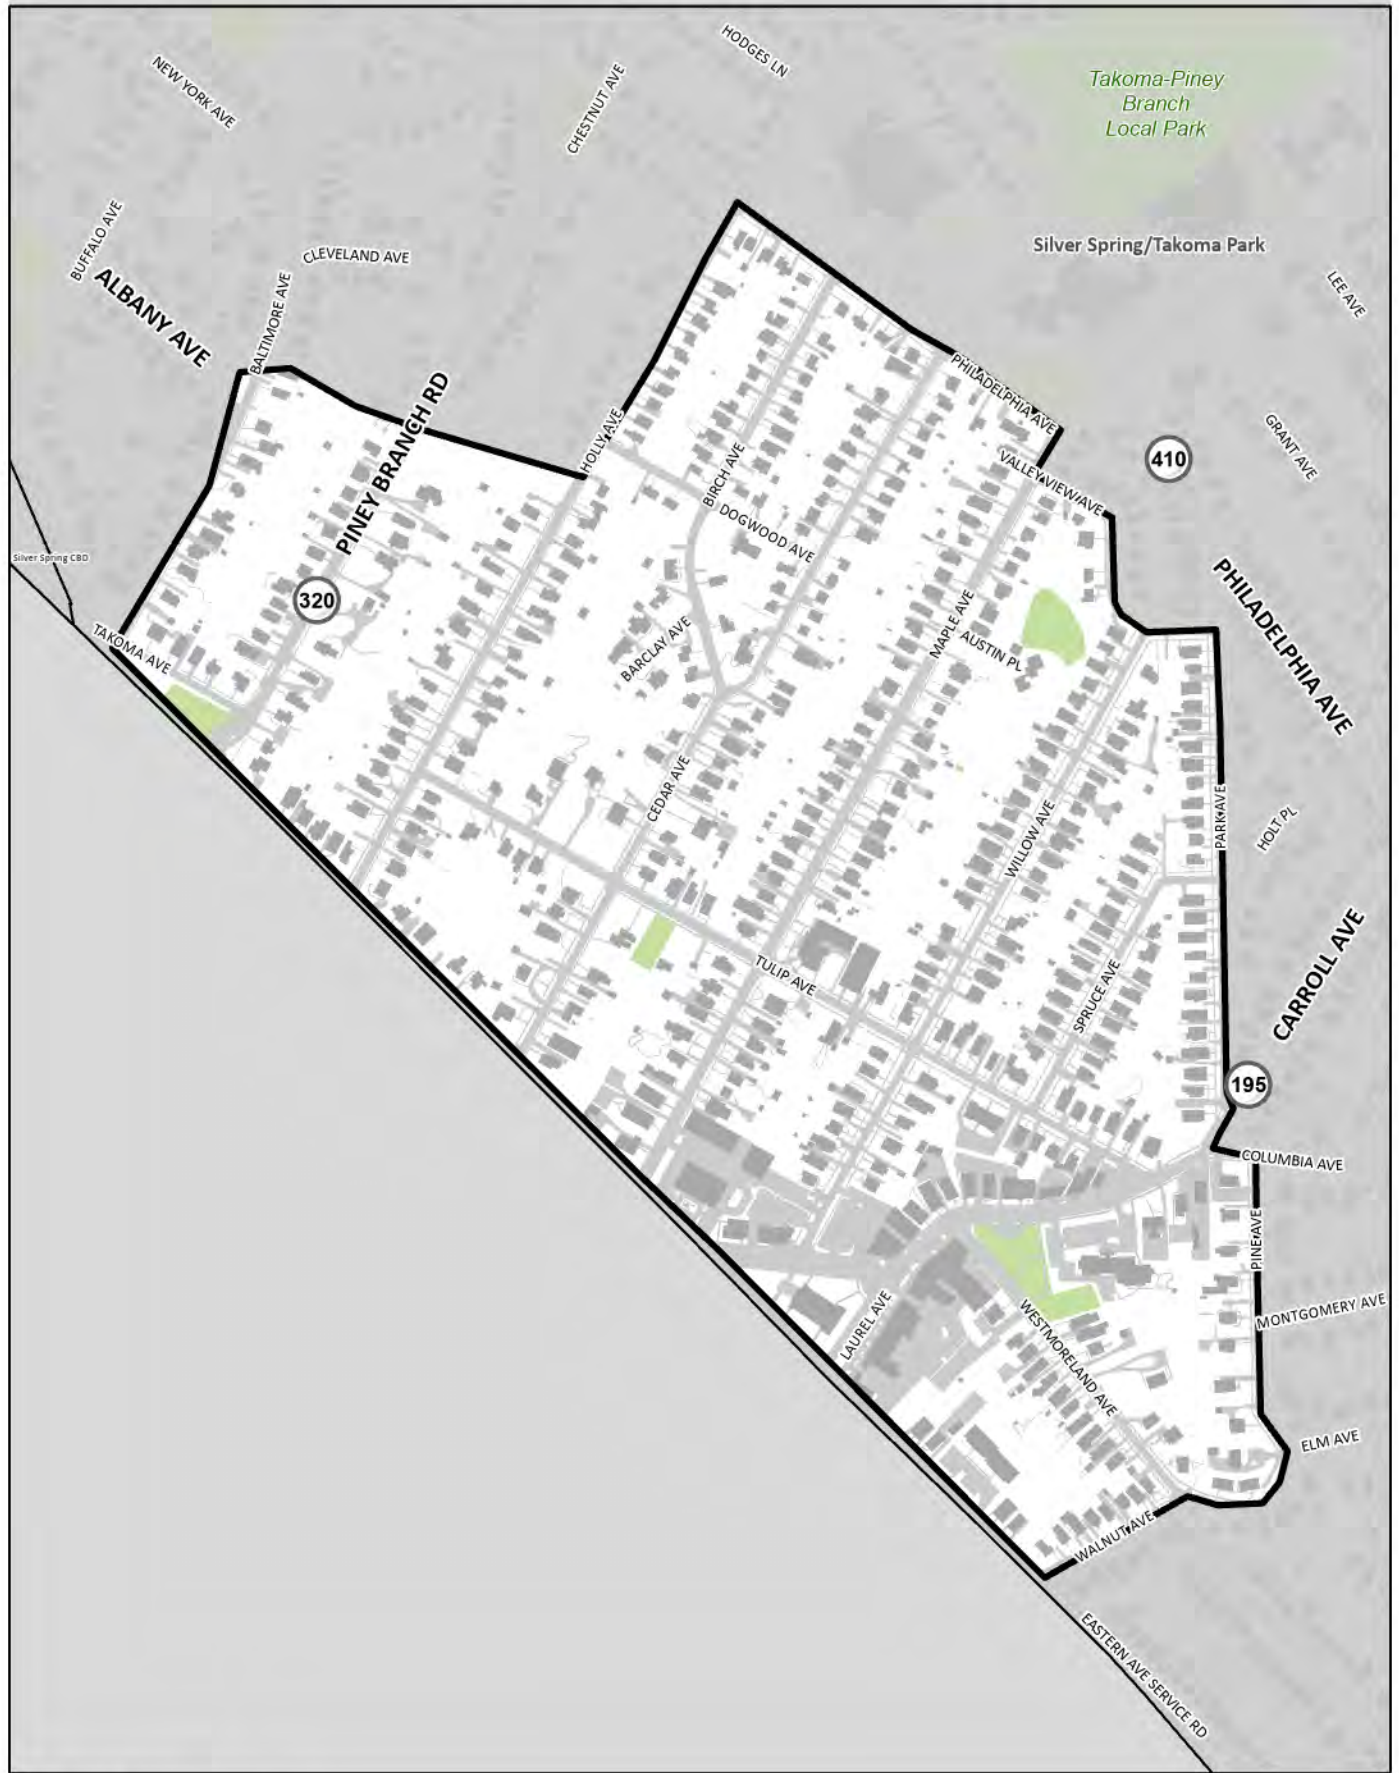 HODGES LN
NEW YORK AVE
CHESTNUT AVE
Takoma-Piney
Branch
Local Park
BUFFALO AVE
CLEVELAND AVE
Silver Spring/Takoma Park
ALBANY AVE
BALTIMORE AVE
LEE AVE
PHILADELPHIA AVE
PINEY BRANCH RD
HOLLY AVE
GRANT AVE
410
BIRCH AVE
VALLEY VIEW AVE
DOGWOOD AVE
Silver Spring CBD
320
PHILADELPHIA AVE
TAKOMA AVE
BARCLAY AVE
MAPLE AVE
AUSTIN PL
CEDAR AVE
WILLOW AVE
PARK AVE
HOLT PL
TULIP AVE
SPRUCE AVE
CARROLL AVE
195
COLUMBIA AVE
PINE AVE
LAUREL AVE
WESTMORELAND AVE
MONTGOMERY AVE
ELM AVE
WALNUT AVE
EASTERN AVE SERVICE RD